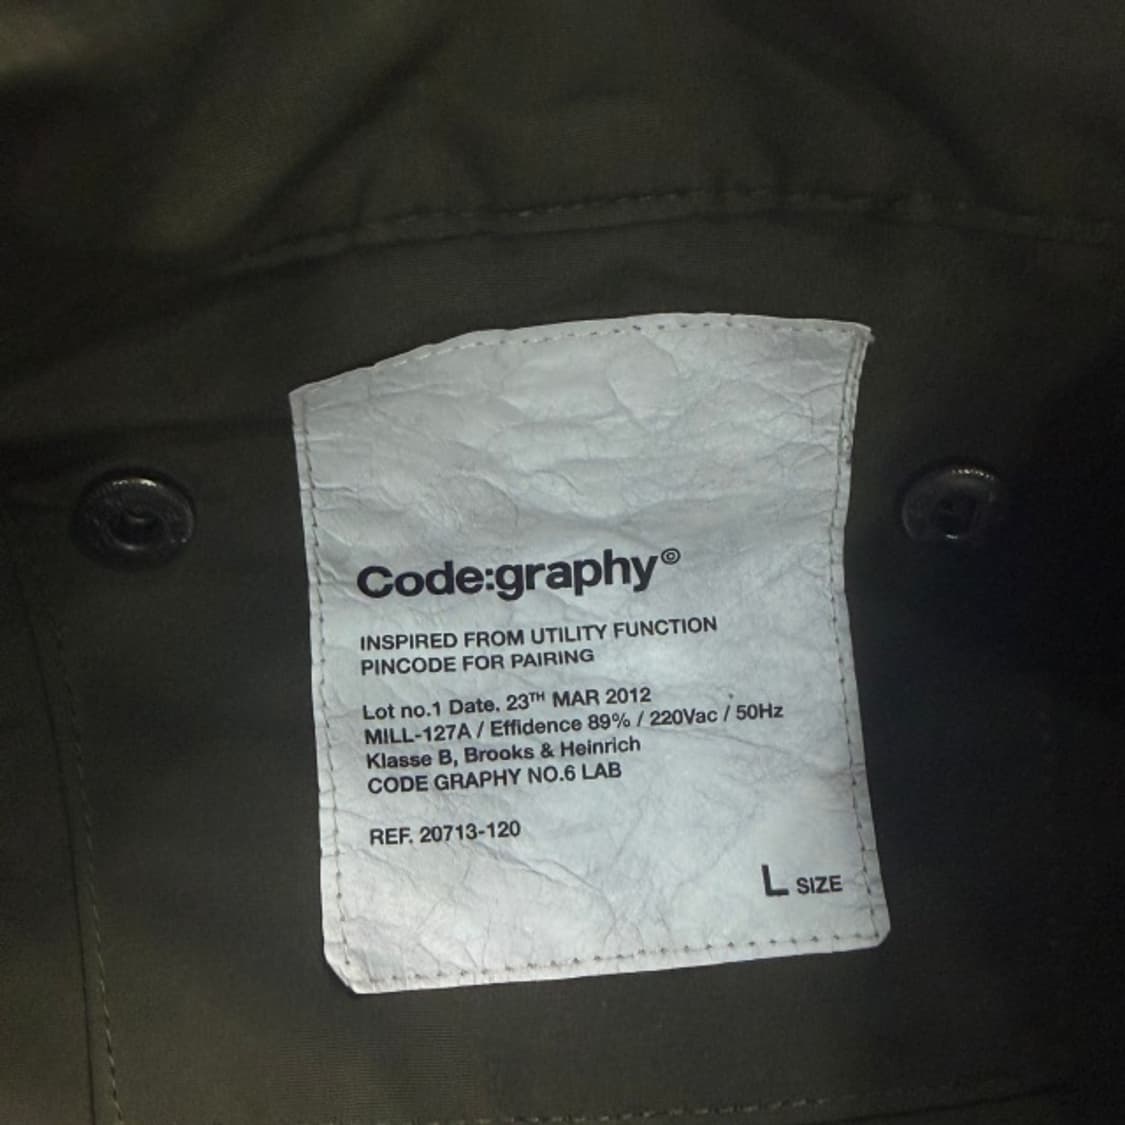 Code:graphy©
INSPIRED FROM UTILITY FUNCTION
PINCODE FOR PAIRING
Lot no.1 Date. 23TH MAR 2012
MILL-127A / Effidence 89% / 220Vac / 50Hz
Klasse B, Brooks & Heinrich
CODE GRAPHY NO.6 LAB
REF. 20713-120
L SIZE